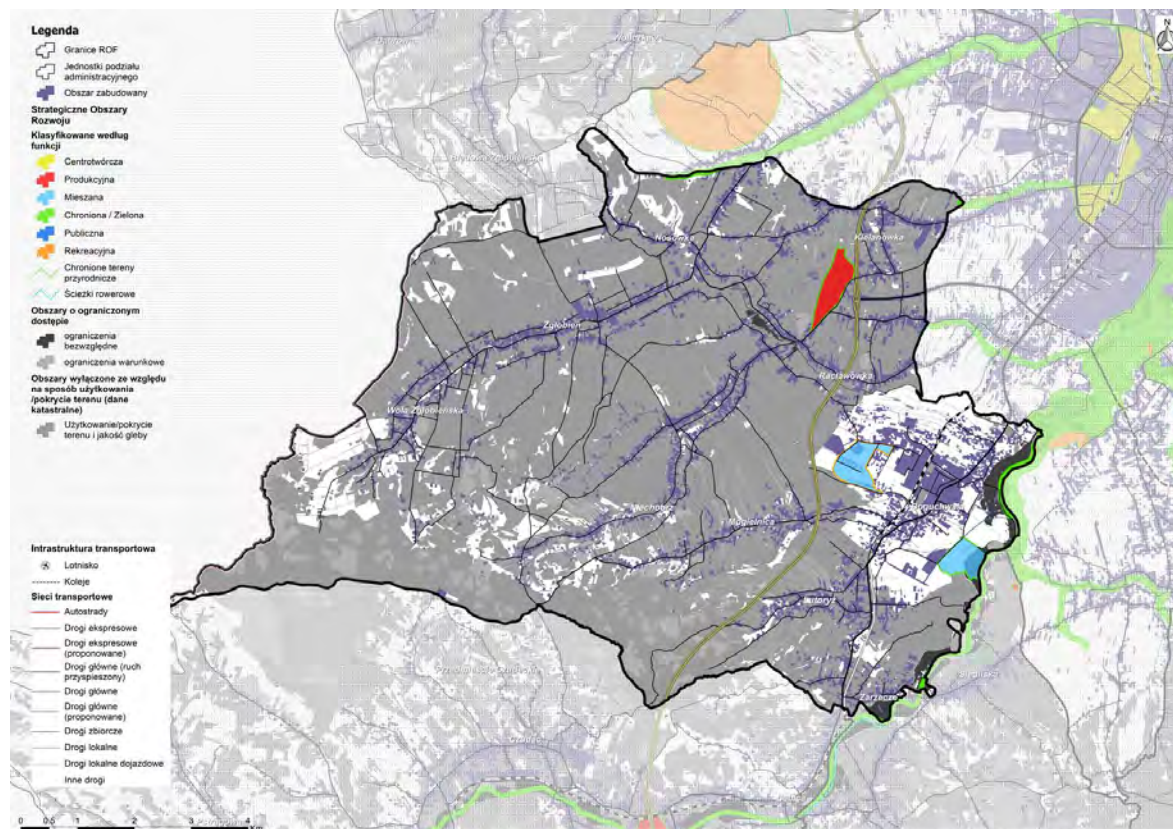 Legenda
Granice ROF
Jednostki podziału
administracyjnego
Obszar zabudowany
Strategiczne Obszary
Rozwoju
Klasyfikowane według
funkcji
Centrotwórcza
Produkcyjna
Mieszana
Chroniona / Zielona
Publiczna
Rekreacyjna
Chronione tereny
przyrodnicze
Ścieżki rowerowe
Obszary o ograniczonym
dostępie
ograniczenia
bezwzględne
ograniczenia warunkowe
Obszary wyłączone ze względu
na sposób użytkowania
/pokrycie terenu (dane
katastralne)
Użytkowanie/pokrycie
terenu i jakość gleby
Intrastruktura transportowa
Lotnisko
Koleje
Sieci transportowe
Autostrady
Drogi ekspresowe
Drogi ekspresowe
(proponowane)
Drogi główne (ruch
przyspieszony)
Drogi główne
Drogi główne
(proponowane)
Drogi zbiorcze
Drogi lokalne
Drogi lokalne dojazdowe
Inne drogi
0 0.5 1 2 3 4
Km
N
Nosówka
Kielanówka
Zgłobień
Racławówka
Wola Zgłobieńska
Niechobrz
Mogielnica
Boguchwała
Lutoryż
Zarzecze